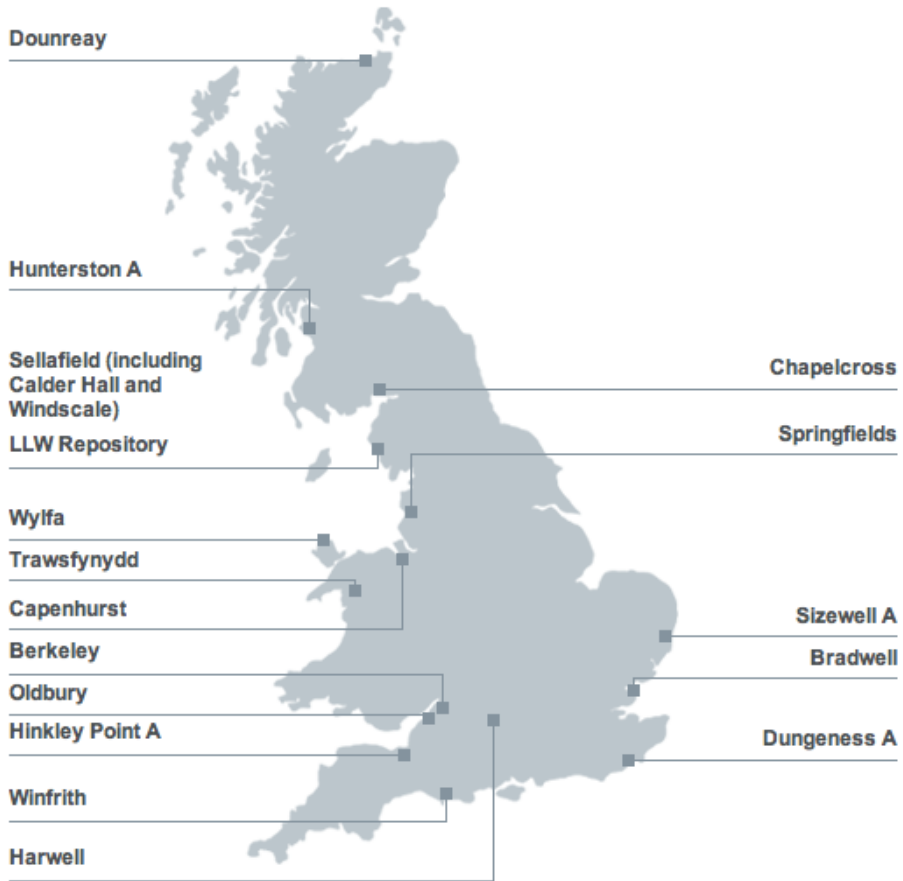 Dounreay
Hunterston A
Sellafield (including
Calder Hall and
Windscale)
LLW Repository
Wylfa
Trawsfynydd
Capenhurst
Berkeley
Oldbury
Hinkley Point A
Winfrith
Harwell
Chapelcross
Springfields
Sizewell A
Bradwell
Dungeness A